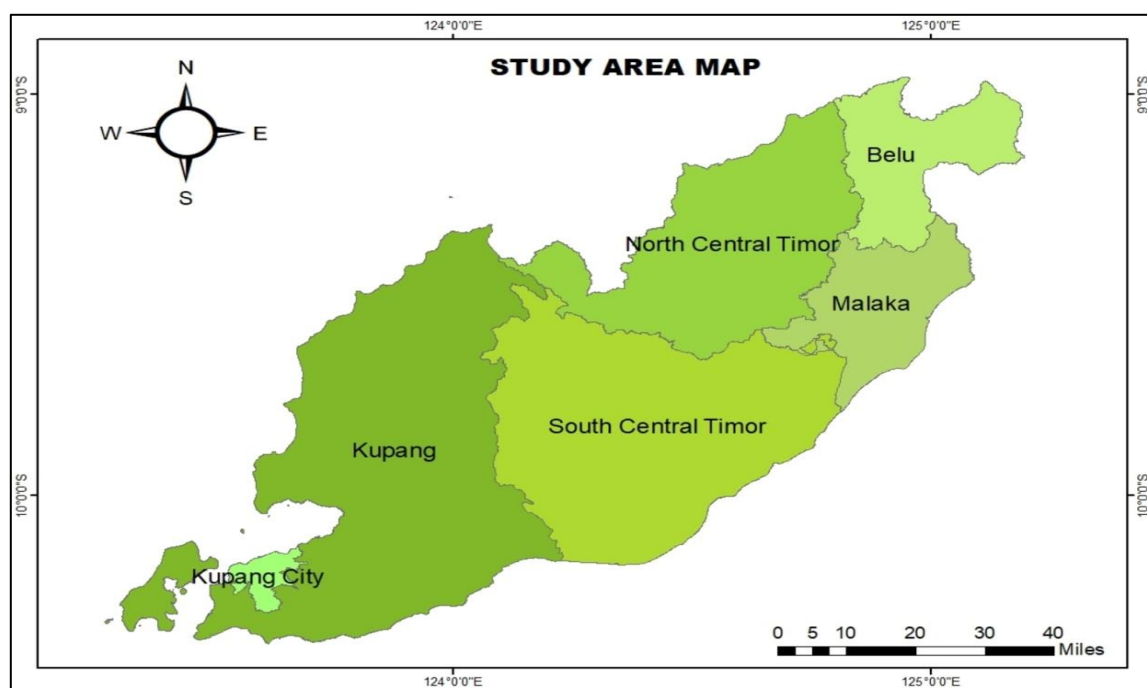 124°0'0"E
125°0'0"E
STUDY AREA MAP
9°0'0"S
9°0'0"S
N
W
E
S
Belu
North Central Timor
Malaka
South Central Timor
Kupang
10°0'0"S
10°0'0"S
Kupang City
0 5 10 20 30 40
Miles
124°0'0"E
125°0'0"E